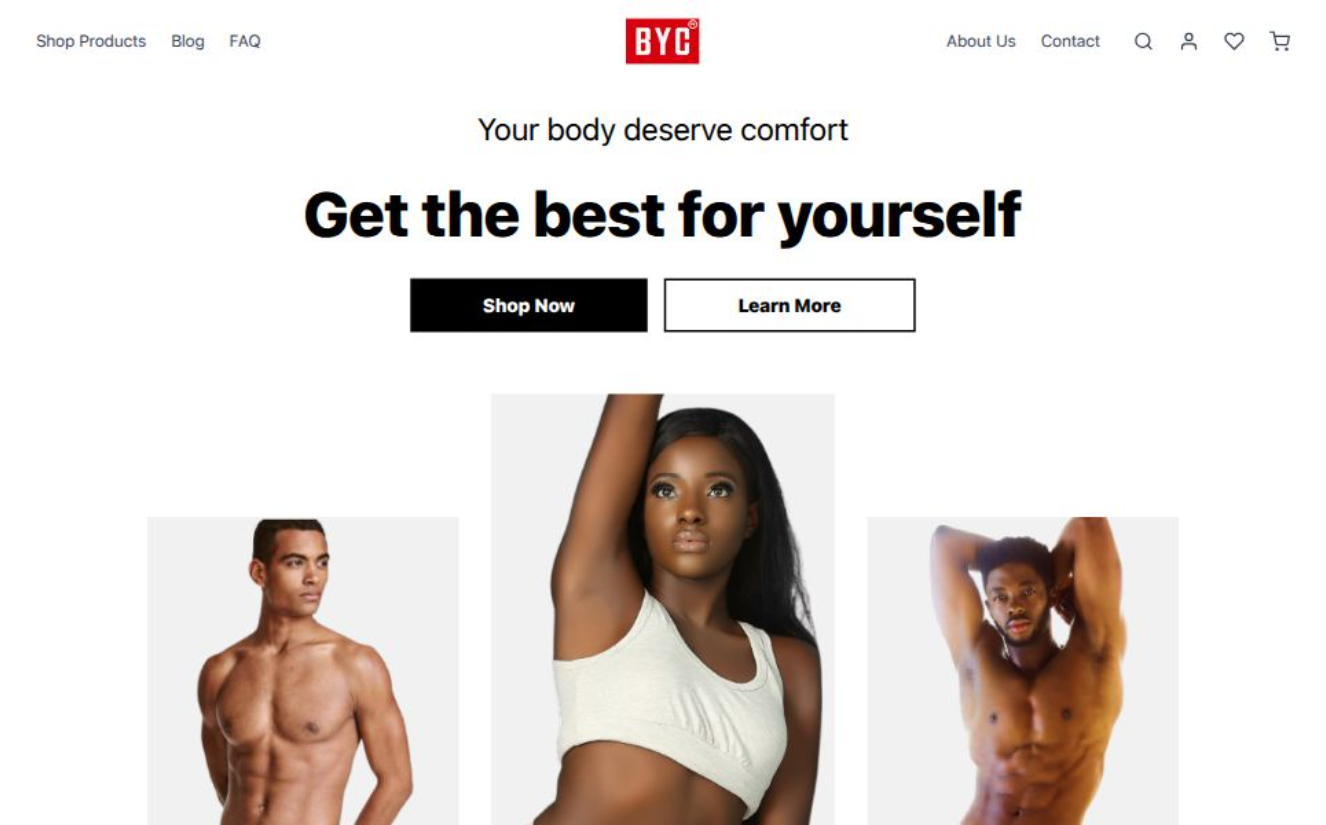 Shop Products Blog FAQ BYC® About Us Contact
Your body deserve comfort
Get the best for yourself
Shop Now Learn More